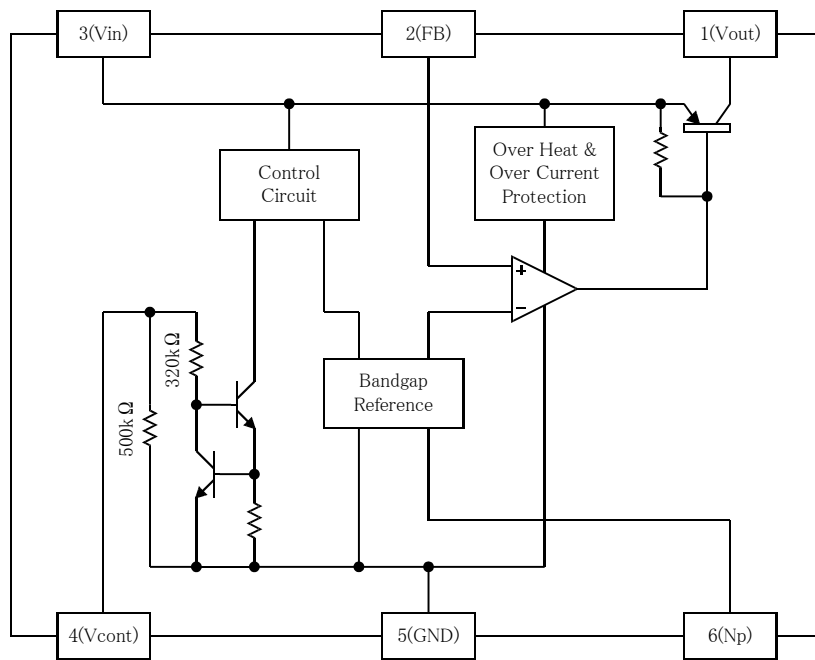 3(Vin)
2(FB)
1(Vout)
Control
Circuit
Over Heat &
Over Current
Protection
+
−
320kΩ
500kΩ
Bandgap
Reference
4(Vcont)
5(GND)
6(Np)